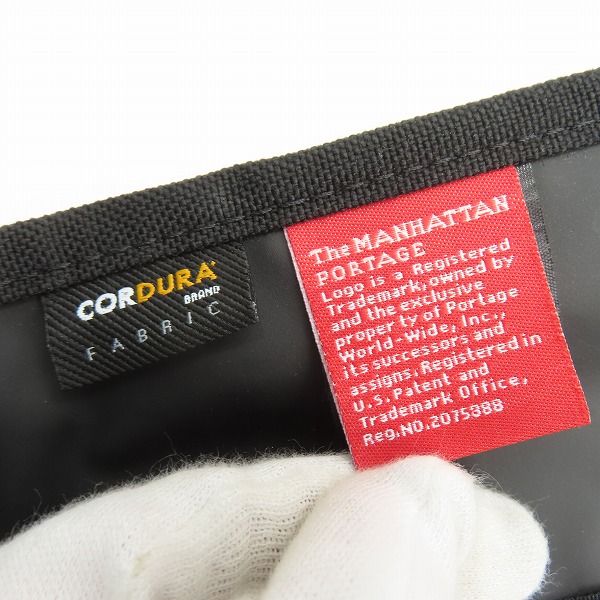 CORDURA
BRAND
FABRIC
The MANHATTAN
PORTAGE
Logo is a Registered
Trademark, owned by
and the exclusive
property of Portage
World-Wide, Inc.,
its successors and
assigns. Registered in
U.S. Patent and
Trademark Office,
Reg.NO.2075888